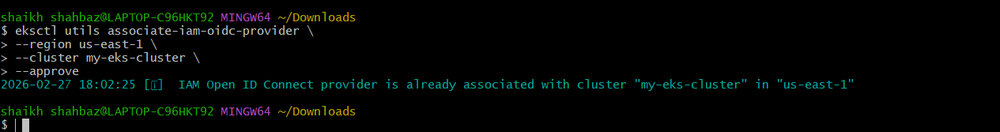 shaikh shahbaz@LAPTOP-C96HKT92 MINGW64 ~/Downloads
$ eksctl utils associate-iam-oidc-provider \
> --region us-east-1 \
> --cluster my-eks-cluster \
> --approve
2026-02-27 18:02:25 [ℹ]  IAM Open ID Connect provider is already associated with cluster "my-eks-cluster" in "us-east-1"
shaikh shahbaz@LAPTOP-C96HKT92 MINGW64 ~/Downloads
$